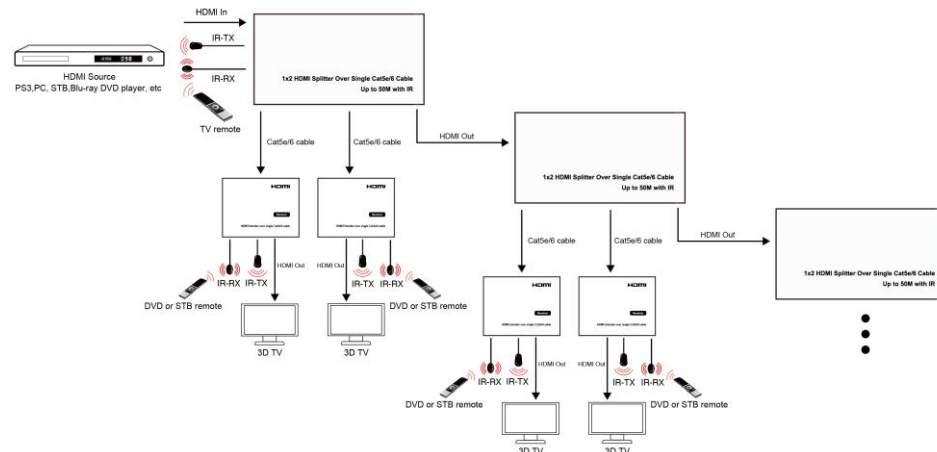 HDMI In
IR-TX
IR-RX
HDMI Source
PS3,PC, STB,Blu-ray DVD player, etc
TV remote
1x2 HDMI Splitter Over Single Cat5e/6 Cable
Up to 50M with IR
Cat5e/6 cable
Cat5e/6 cable
HDMI Out
1x2 HDMI Splitter Over Single Cat5e/6 Cable
Up to 50M with IR
HDMI
HDMI
HDMI Out
HDMI Out
IR-RX
IR-TX
IR-TX
IR-RX
DVD or STB remote
DVD or STB remote
3D TV
3D TV
Cat5e/6 cable
Cat5e/6 cable
HDMI Out
1x2 HDMI Splitter Over Single Cat5e/6 Cable
Up to 50M with IR
HDMI
HDMI
HDMI Out
HDMI Out
IR-RX
IR-TX
IR-TX
IR-RX
DVD or STB remote
DVD or STB remote
3D TV
3D TV